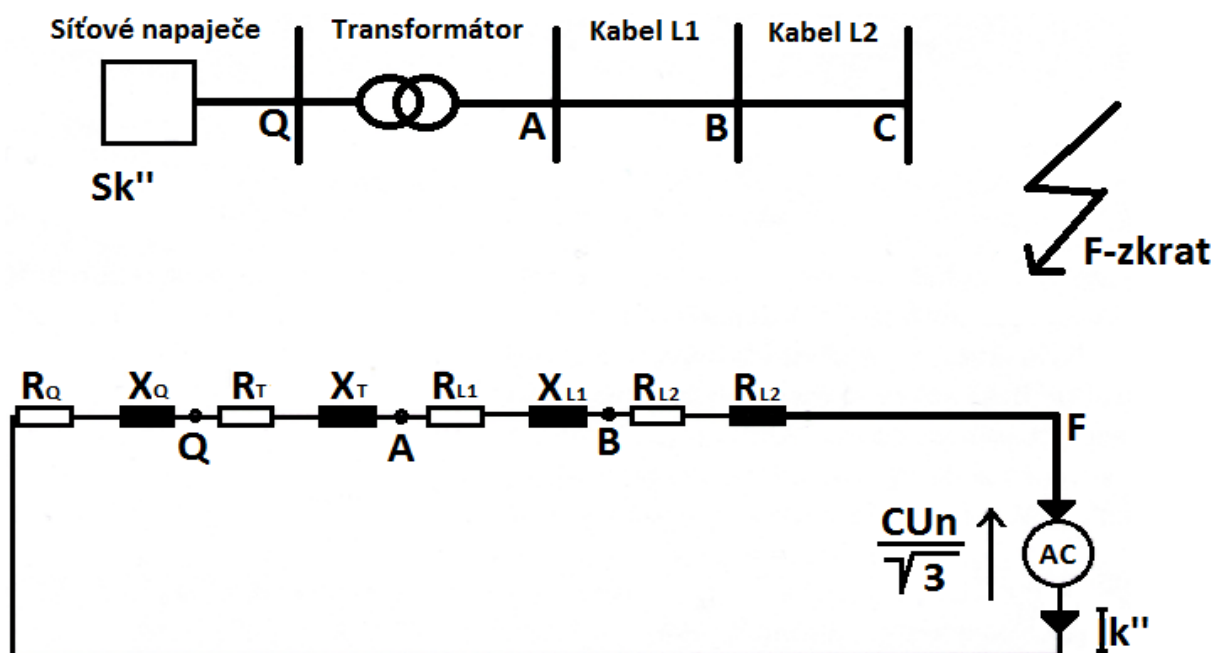 Síťové napaječe Transformátor Kabel L1 Kabel L2
Q A B C
Sk''
F-zkrat
RQ XQ RT XT RL1 XL1 RL2 RL2
Q A B F
CUn
√3
AC
Ik''